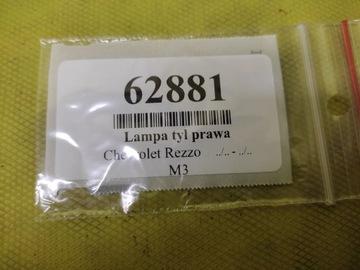 62881
Lampa tyl prawa
Chevrolet Rezzo ../.. - ../..
M3